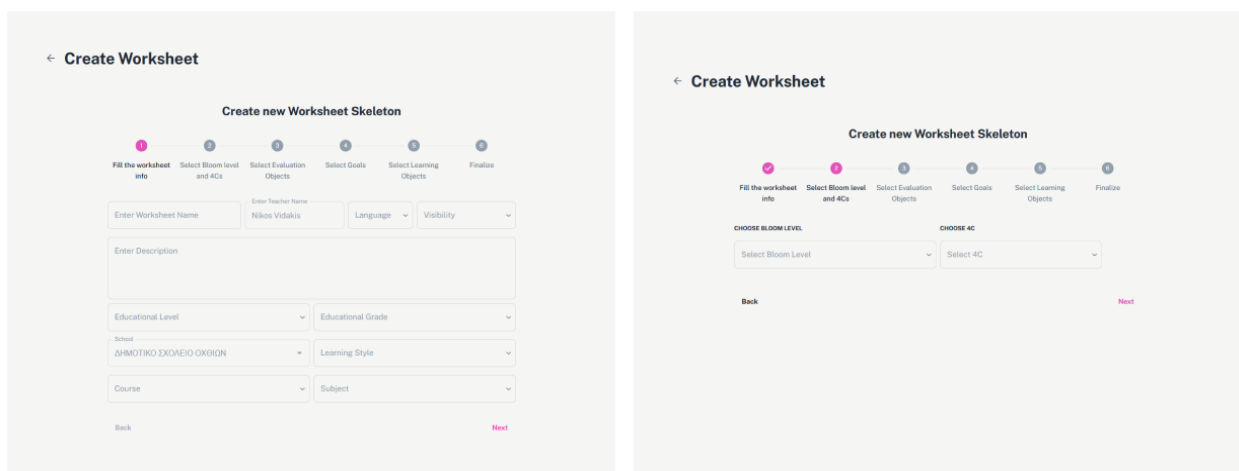 ← Create Worksheet
Create new Worksheet Skeleton
1 2 3 4 5 6
Fill the worksheet info
Select Bloom level and 4Cs
Select Evaluation Objects
Select Goals
Select Learning Objects
Finalize
Enter Worksheet Name
Enter Teacher Name
Nikos Vidakis
Language
Visibility
Enter Description
Educational Level
Educational Grade
School
ΔΗΜΟΤΙΚΟ ΣΧΟΛΕΙΟ ΟΧΘΙΩΝ
Learning Style
Course
Subject
Back
Next
← Create Worksheet
Create new Worksheet Skeleton
2 3 4 5 6
Fill the worksheet info
Select Bloom level and 4Cs
Select Evaluation Objects
Select Goals
Select Learning Objects
Finalize
CHOOSE BLOOM LEVEL
CHOOSE 4C
Select Bloom Level
Select 4C
Back
Next